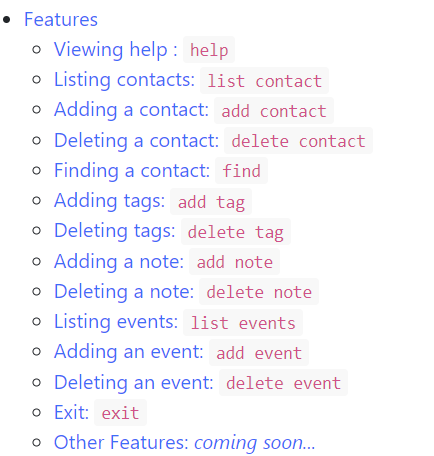 Features
Viewing help : help
Listing contacts: list contact
Adding a contact: add contact
Deleting a contact: delete contact
Finding a contact: find
Adding tags: add tag
Deleting tags: delete tag
Adding a note: add note
Deleting a note: delete note
Listing events: list events
Adding an event: add event
Deleting an event: delete event
Exit: exit
Other Features: coming soon...